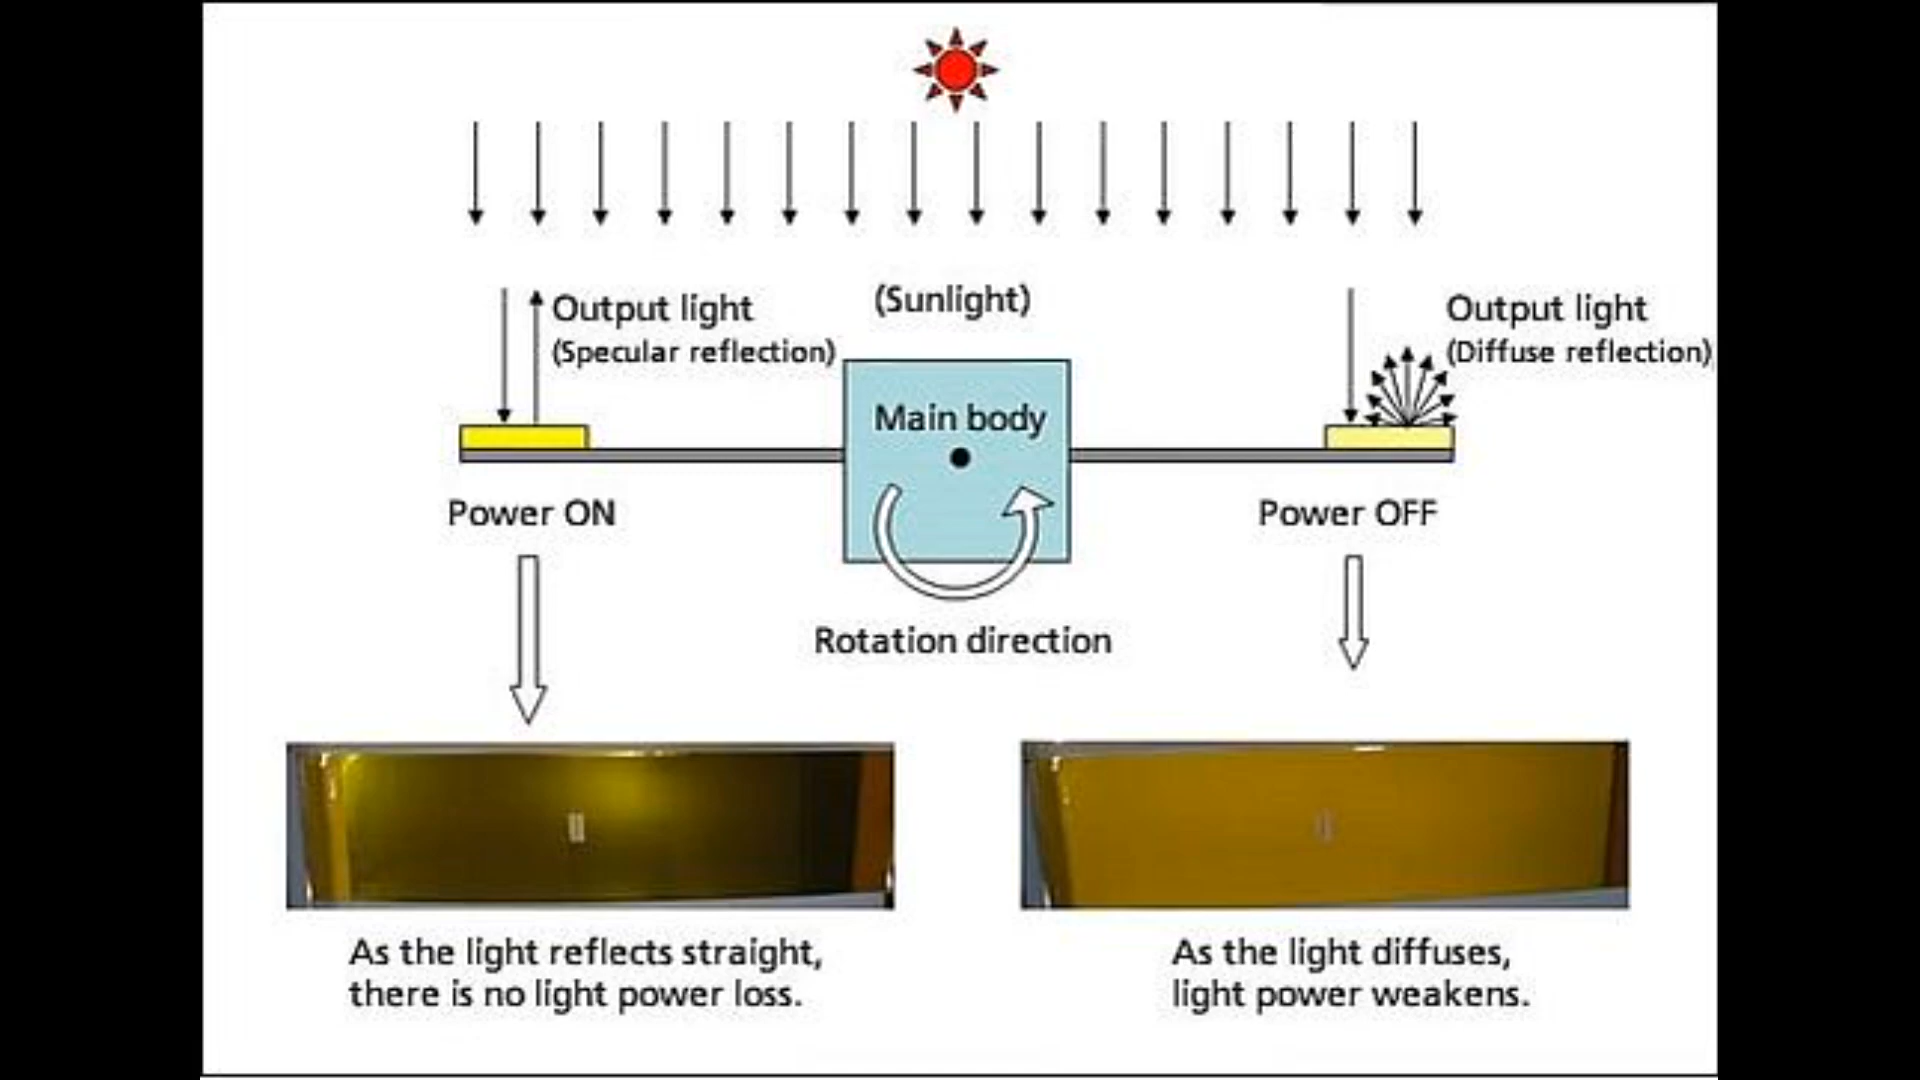 (Sunlight)
Output light
(Specular reflection)
Output light
(Diffuse reflection)
Main body
Power ON
Power OFF
Rotation direction
As the light reflects straight,
there is no light power loss.
As the light diffuses,
light power weakens.